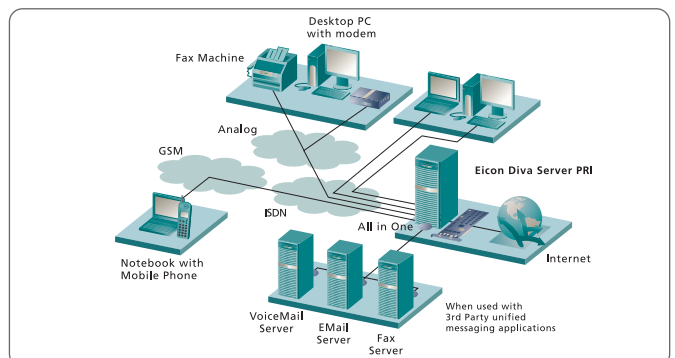 Desktop PC
with modem
Fax Machine
Analog
GSM
Eicon Diva Server PRI
ISDN
All in One
Internet
Notebook with
Mobile Phone
VoiceMail
Server
EMail
Server
Fax
Server
When used with
3rd Party unified
messaging applications